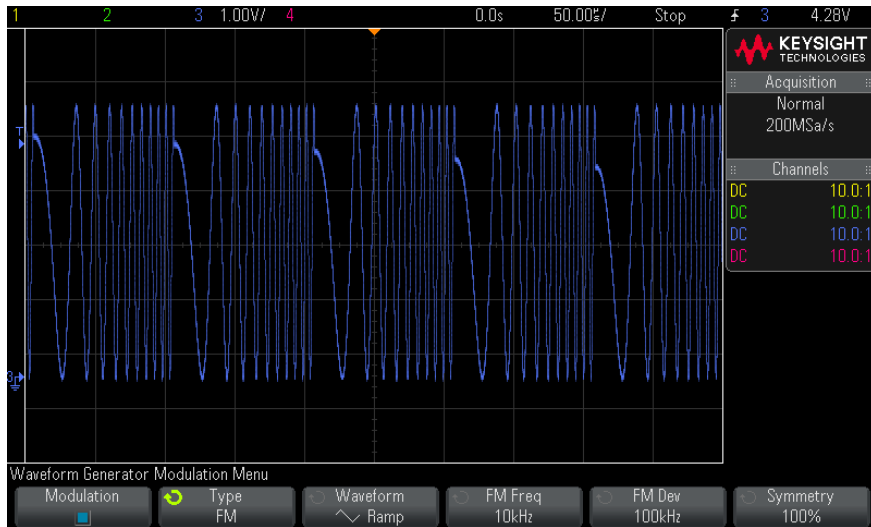 1 2 3 1.00V/ 4 0.0s 50.00㎲/ Stop 3 4.28V
KEYSIGHT
TECHNOLOGIES
Acquisition
Normal
200MSa/s
Channels
DC 10.0:1
DC 10.0:1
DC 10.0:1
DC 10.0:1
T
3
Waveform Generator Modulation Menu
Modulation
Type
FM
Waveform
Ramp
FM Freq
10kHz
FM Dev
100kHz
Symmetry
100%